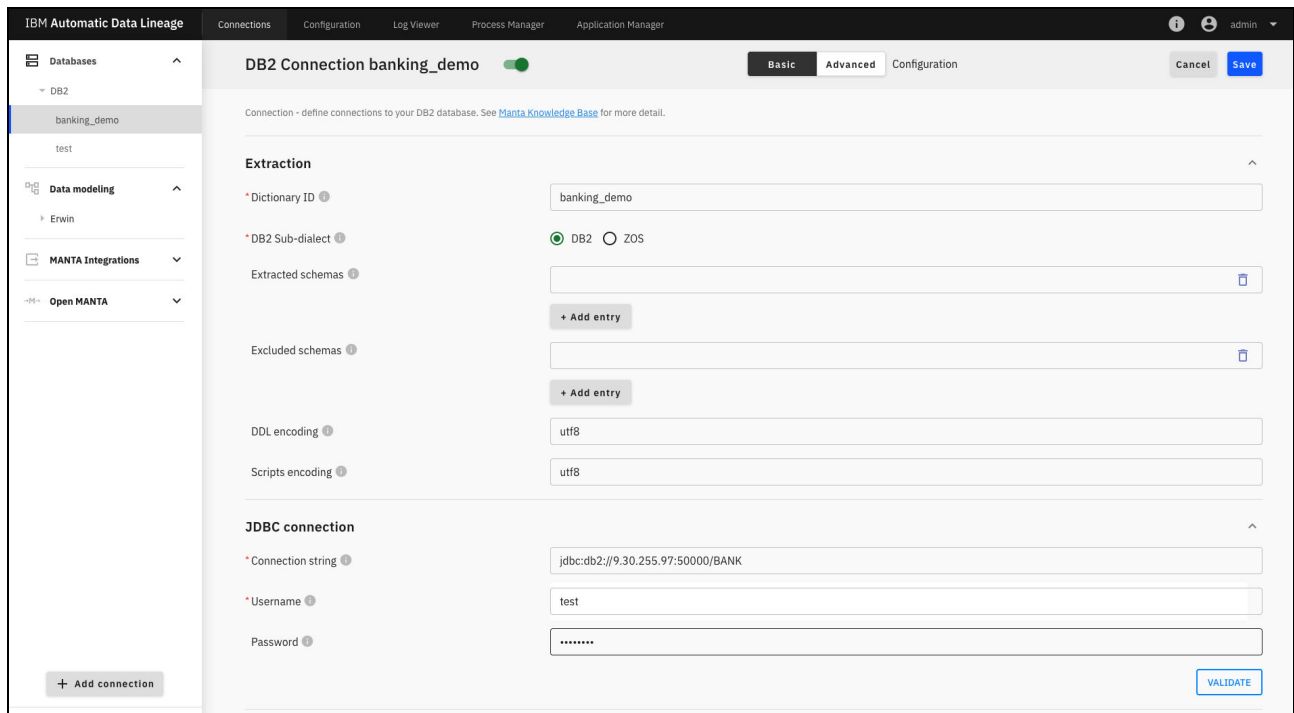 IBM Automatic Data Lineage
Connections Configuration Log Viewer Process Manager Application Manager
admin
Databases
DB2
banking_demo
test
Data modeling
Erwin
MANTA Integrations
Open MANTA
+ Add connection
DB2 Connection banking_demo
Basic Advanced Configuration
Cancel Save
Connection - define connections to your DB2 database. See Manta Knowledge Base for more detail.
Extraction
* Dictionary ID banking_demo
* DB2 Sub-dialect DB2 ZOS
Extracted schemas
+ Add entry
Excluded schemas
+ Add entry
DDL encoding utf8
Scripts encoding utf8
JDBC connection
* Connection string jdbc:db2://9.30.255.97:50000/BANK
* Username test
Password ••••••••
VALIDATE